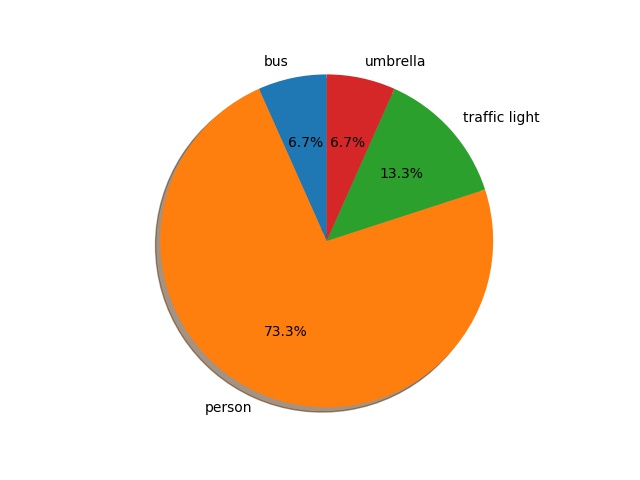 bus
umbrella
traffic light
6.7%
6.7%
13.3%
73.3%
person